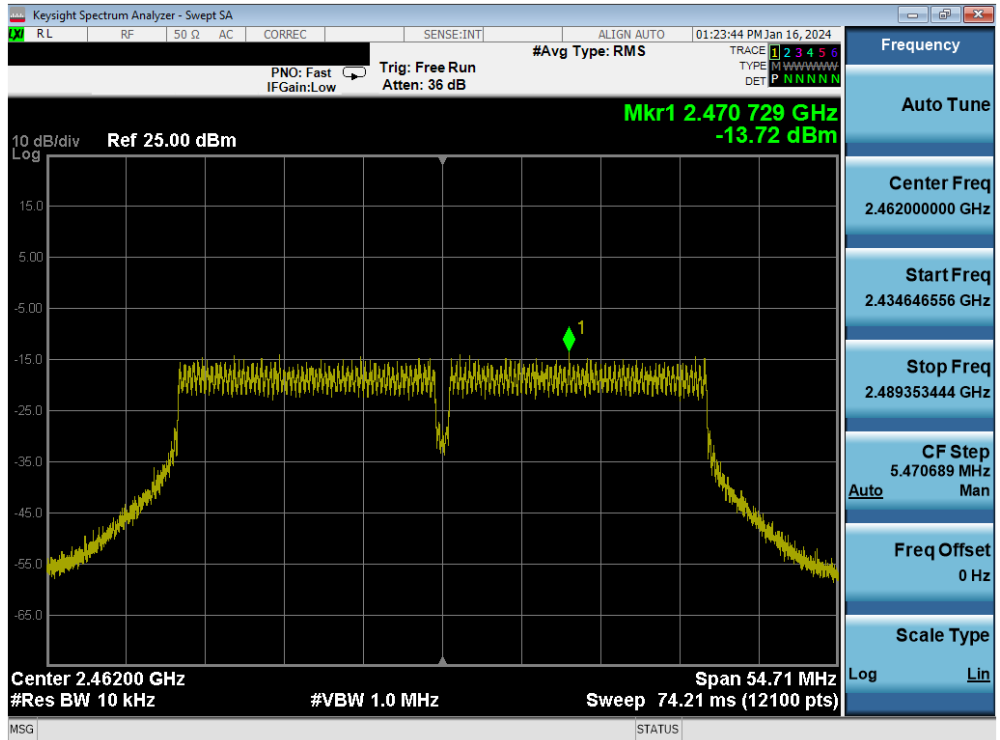 Keysight Spectrum Analyzer - Swept SA
LXI RL RF 50 Ω AC CORREC SENSE:INT ALIGN AUTO 01:23:44 PM Jan 16, 2024
#Avg Type: RMS
TRACE 1 2 3 4 5 6
TYPE M WWWWW
DET P N N N N N
PNO: Fast
IFGain:Low
Trig: Free Run
Atten: 36 dB
Mkr1 2.470 729 GHz
-13.72 dBm
10 dB/div Ref 25.00 dBm
Log
15.0
5.00
-5.00
-15.0
-25.0
-35.0
-45.0
-55.0
-65.0
1
Center 2.46200 GHz Span 54.71 MHz
#Res BW 10 kHz #VBW 1.0 MHz Sweep 74.21 ms (12100 pts)
MSG STATUS
Frequency
Auto Tune
Center Freq
2.462000000 GHz
Start Freq
2.434646556 GHz
Stop Freq
2.489353444 GHz
CF Step
5.470689 MHz
Auto Man
Freq Offset
0 Hz
Scale Type
Log Lin